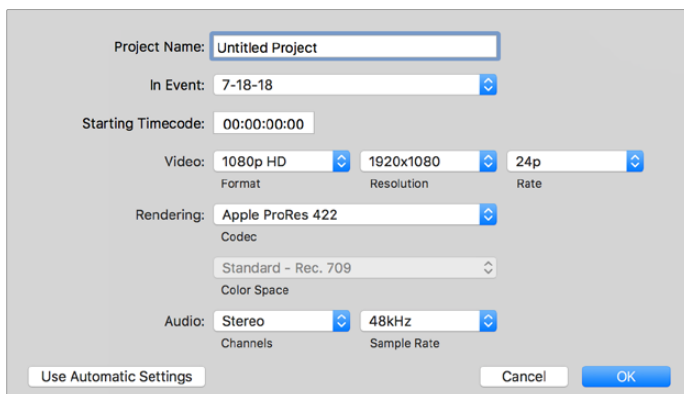 Project Name: Untitled Project
In Event: 7-18-18
Starting Timecode: 00:00:00:00
Video: 1080p HD 1920x1080 24p
Format Resolution Rate
Rendering: Apple ProRes 422
Codec
Standard - Rec. 709
Color Space
Audio: Stereo 48kHz
Channels Sample Rate
Use Automatic Settings Cancel OK